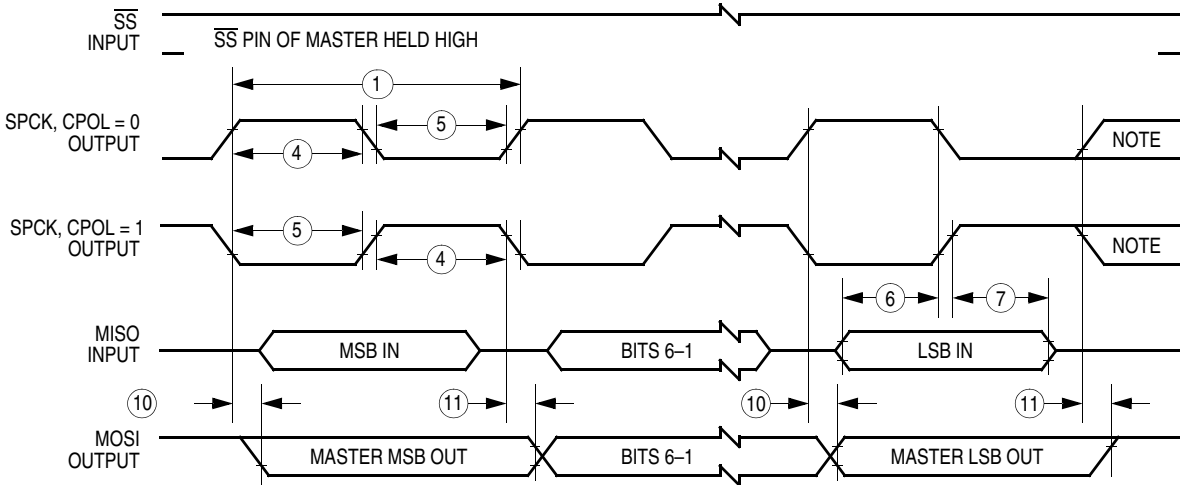 SS
INPUT
SS PIN OF MASTER HELD HIGH
1
SPCK, CPOL = 0
OUTPUT
5
4
NOTE
SPCK, CPOL = 1
OUTPUT
5
4
NOTE
6
7
MISO
INPUT
MSB IN
BITS 6–1
LSB IN
10
11
10
11
MOSI
OUTPUT
MASTER MSB OUT
BITS 6–1
MASTER LSB OUT